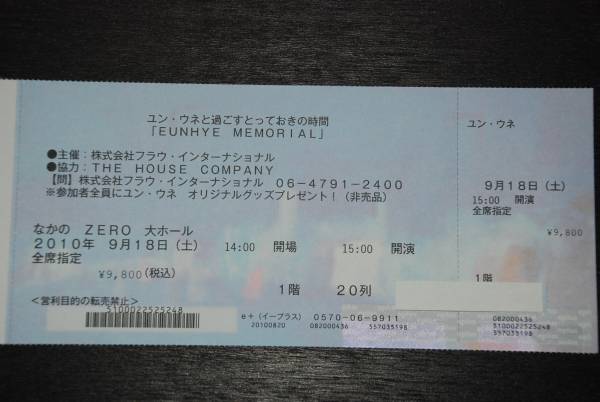 ユン・ウネと過ごすとっておきの時間
「EUNHYE MEMORIAL」
●主催：株式会社フラウ・インターナショナル
●協力：THE HOUSE COMPANY
【問】株式会社フラウ・インターナショナル 06-4791-2400
※参加者全員にユン・ウネ オリジナルグッズプレゼント！（非売品）
なかの ZERO 大ホール
2010年 9月18日（土） 14:00 開場 15:00 開演
全席指定
¥9,800(税込)
1階 20列
＜営利目的の転売禁止＞
5100022525248
e＋（イープラス） 0570-06-9911
20100820 082000436 557035198
ユン・ウネ
9月18日（土）
15:00 開演
全席指定
¥9,800
1階
082000436
5100022525248
557035198